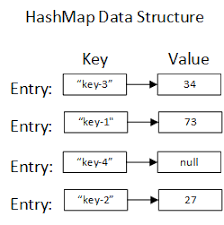 HashMap Data Structure
Key Value
Entry: "key-3" 34
Entry: "key-1" 73
Entry: "key-4" null
Entry: "key-2" 27